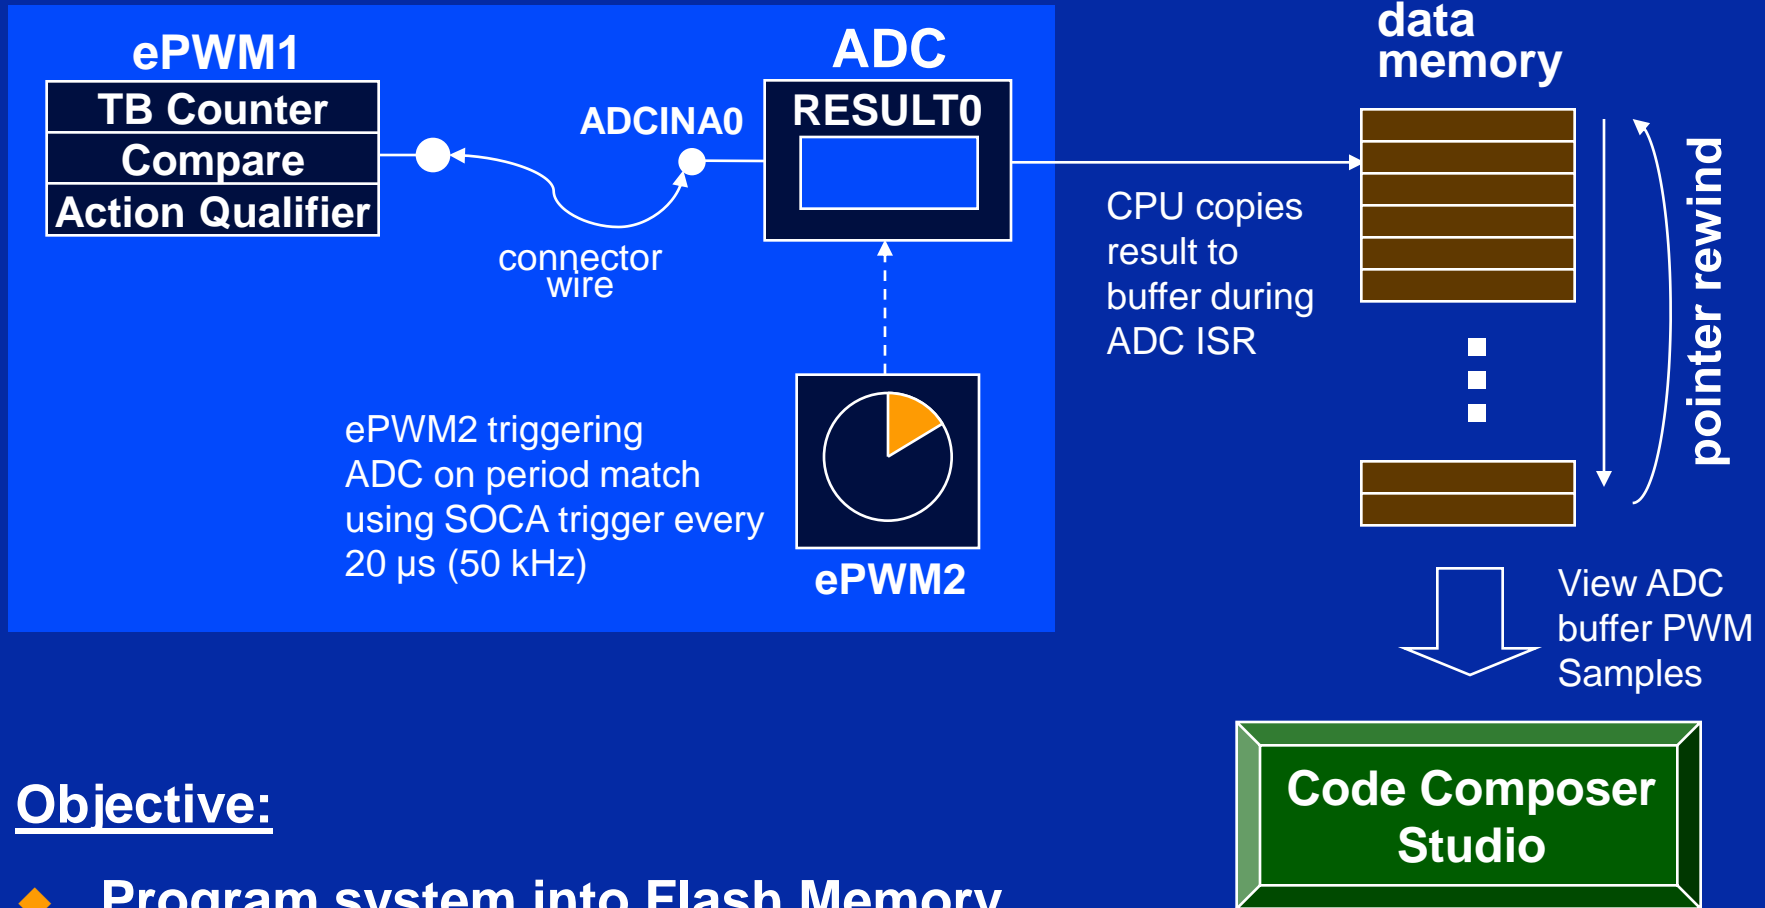 ePWM1
TB Counter
Compare
Action Qualifier
connector
wire
ADCINA0
ADC
RESULT0
ePWM2 triggering
ADC on period match
using SOCA trigger every
20 µs (50 kHz)
ePWM2
CPU copies
result to
buffer during
ADC ISR
data
memory
pointer rewind
View ADC
buffer PWM
Samples
Code Composer
Studio
Objective:
Program system into Flash Memory